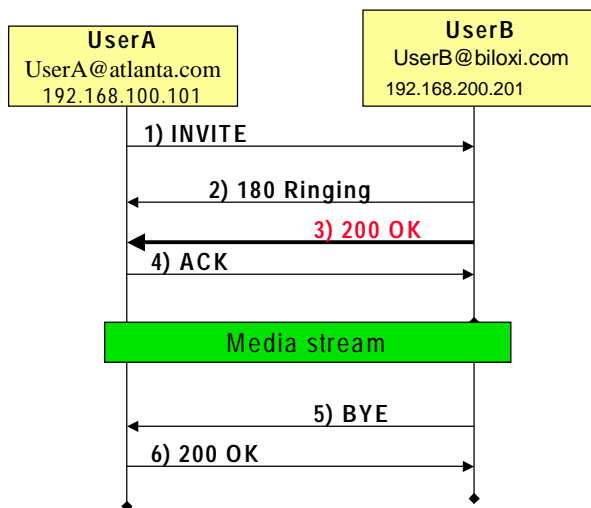 UserA
UserA@atlanta.com
192.168.100.101
UserB
UserB@biloxi.com
192.168.200.201
1) INVITE
2) 180 Ringing
3) 200 OK
4) ACK
Media stream
5) BYE
6) 200 OK